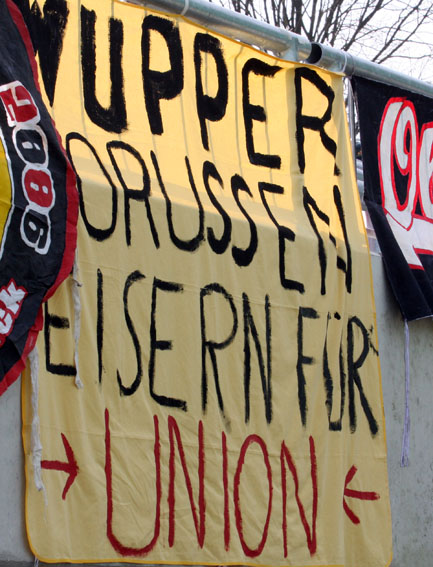 WUPPER
ORUSSEN
EISERN FÜR
UNION